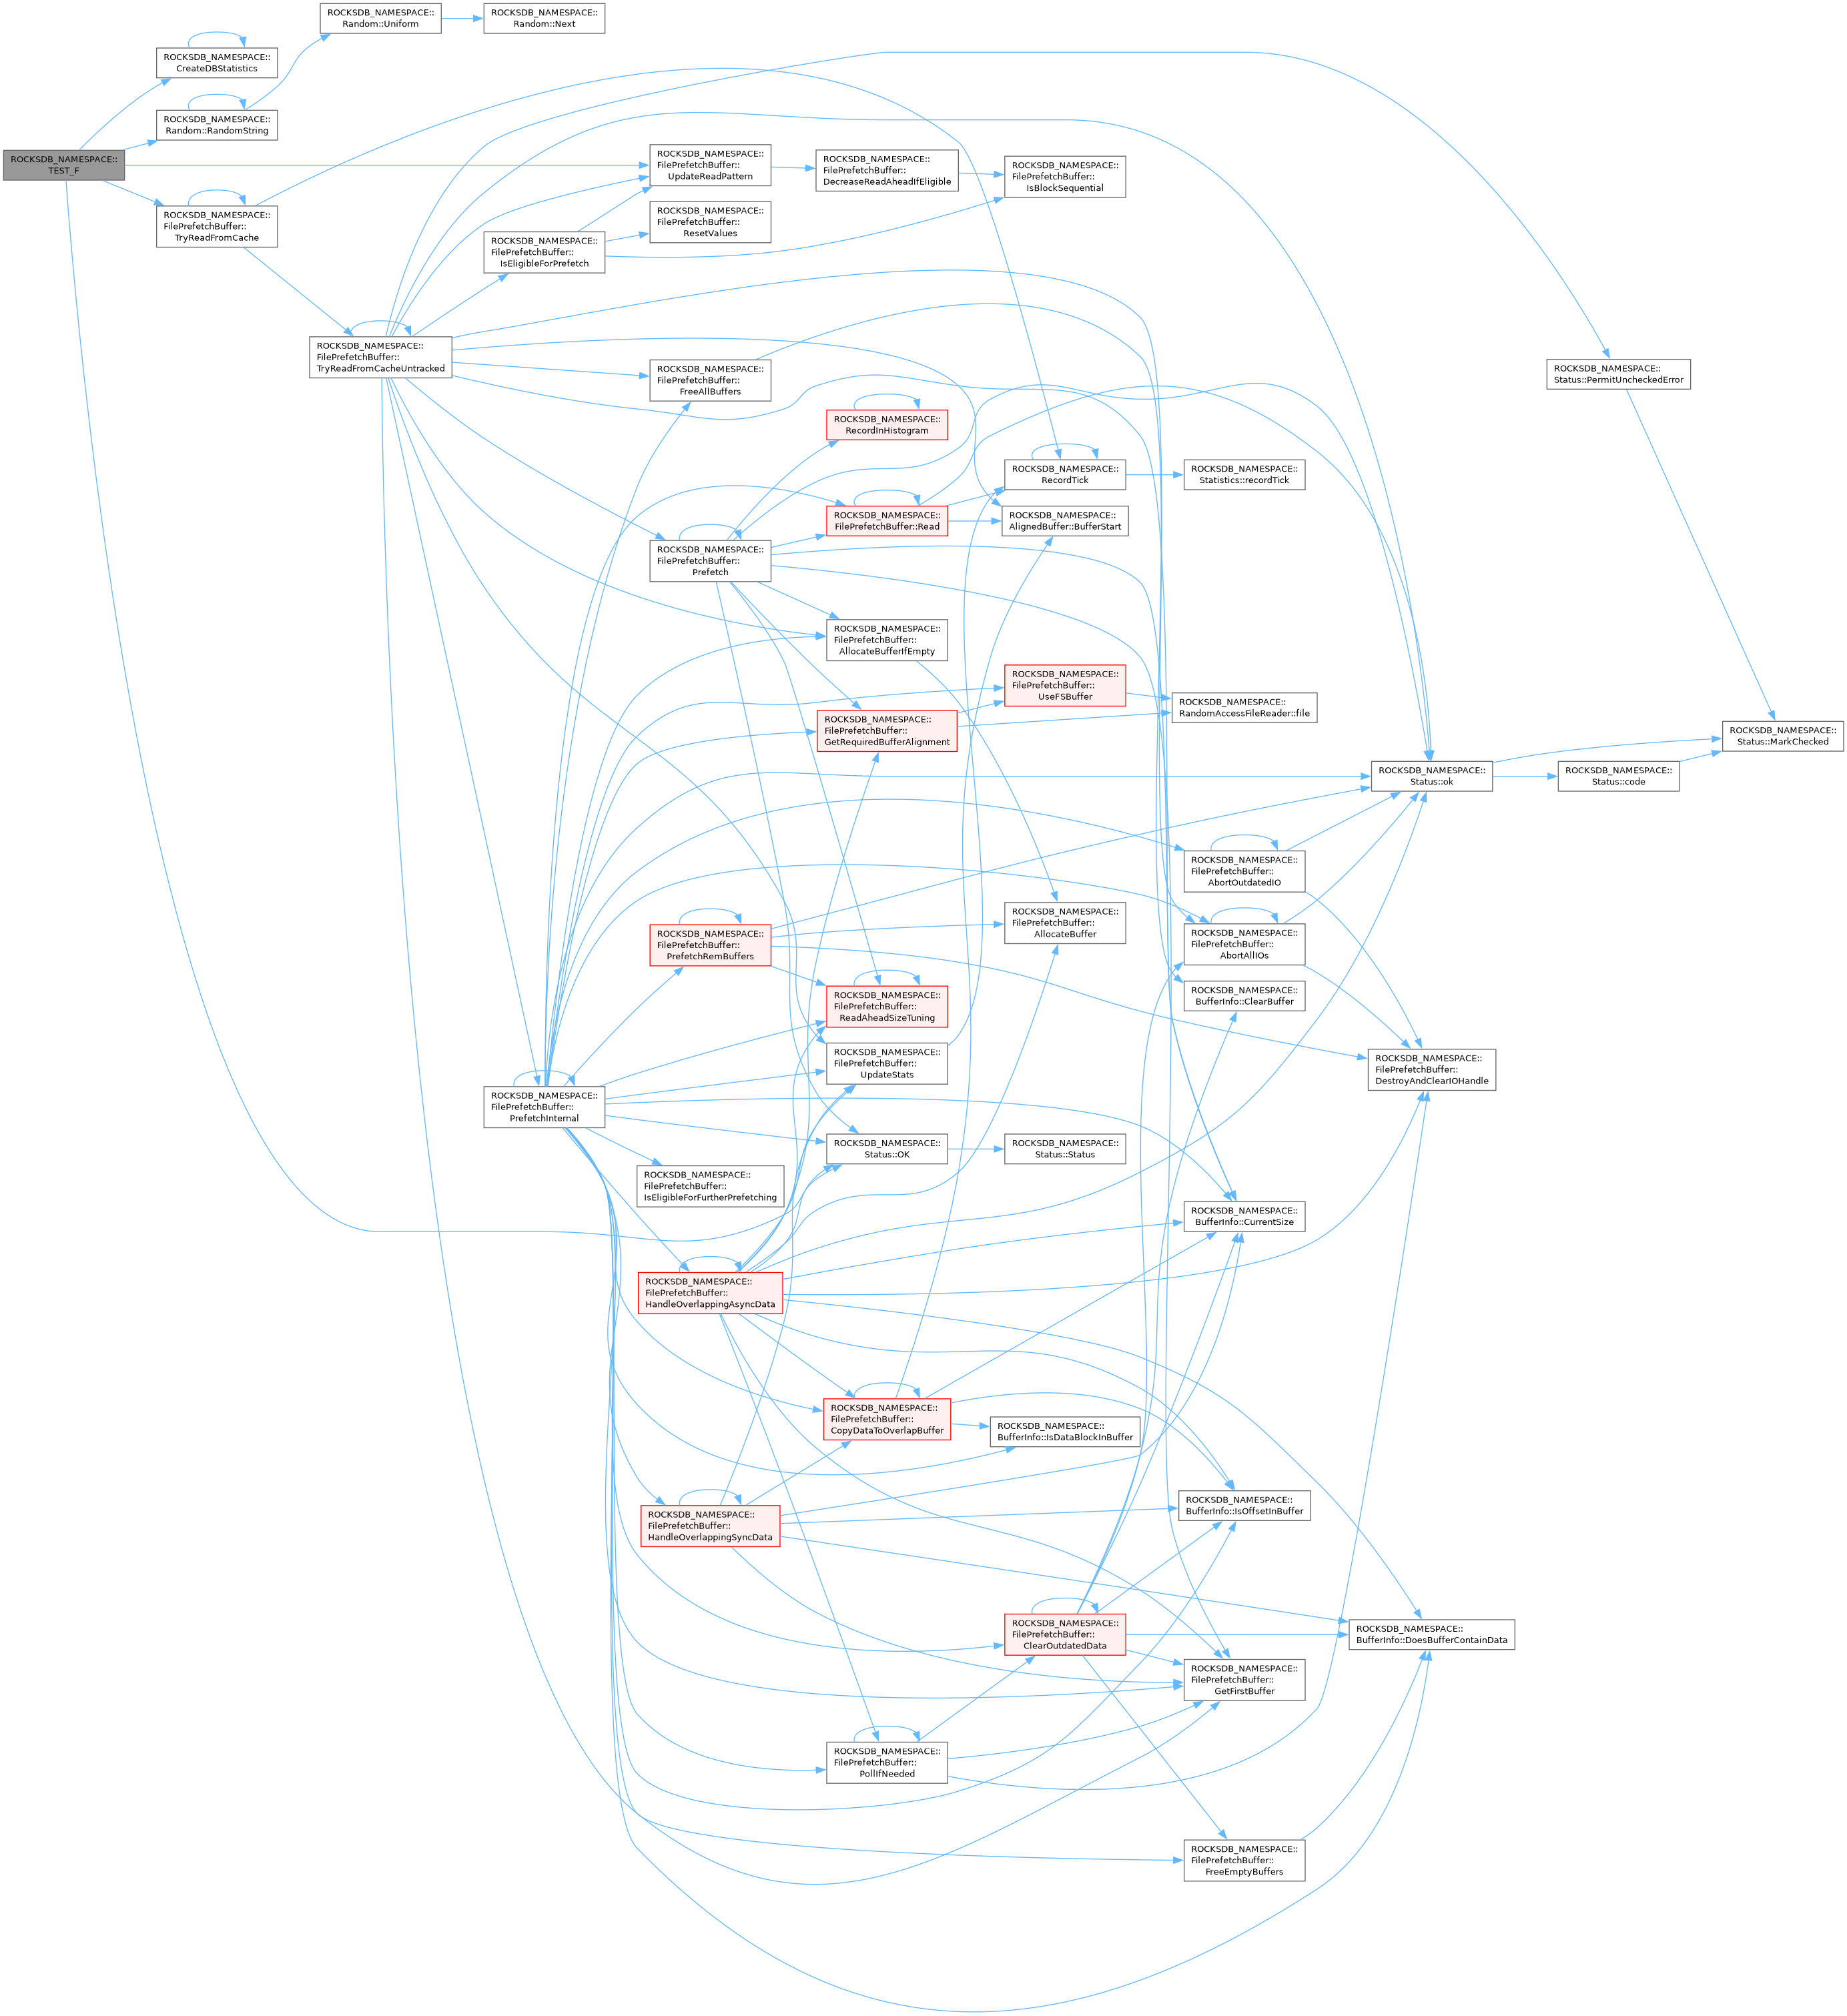 ROCKSDB_NAMESPACE::
Random::Uniform
ROCKSDB_NAMESPACE::
Random::Next
ROCKSDB_NAMESPACE::
CreateDBStatistics
ROCKSDB_NAMESPACE::
Random::RandomString
ROCKSDB_NAMESPACE::
TEST_F
ROCKSDB_NAMESPACE::
FilePrefetchBuffer::
UpdateReadPattern
ROCKSDB_NAMESPACE::
FilePrefetchBuffer::
DecreaseReadAheadIfEligible
ROCKSDB_NAMESPACE::
FilePrefetchBuffer::
IsBlockSequential
ROCKSDB_NAMESPACE::
FilePrefetchBuffer::
TryReadFromCache
ROCKSDB_NAMESPACE::
FilePrefetchBuffer::
ResetValues
ROCKSDB_NAMESPACE::
FilePrefetchBuffer::
IsEligibleForPrefetch
ROCKSDB_NAMESPACE::
FilePrefetchBuffer::
TryReadFromCacheUntracked
ROCKSDB_NAMESPACE::
FilePrefetchBuffer::
FreeAllBuffers
ROCKSDB_NAMESPACE::
Status::PermitUncheckedError
ROCKSDB_NAMESPACE::
RecordInHistogram
ROCKSDB_NAMESPACE::
RecordTick
ROCKSDB_NAMESPACE::
Statistics::recordTick
ROCKSDB_NAMESPACE::
FilePrefetchBuffer::Read
ROCKSDB_NAMESPACE::
AlignedBuffer::BufferStart
ROCKSDB_NAMESPACE::
FilePrefetchBuffer::
Prefetch
ROCKSDB_NAMESPACE::
FilePrefetchBuffer::
AllocateBufferIfEmpty
ROCKSDB_NAMESPACE::
FilePrefetchBuffer::
UseFSBuffer
ROCKSDB_NAMESPACE::
RandomAccessFileReader::file
ROCKSDB_NAMESPACE::
FilePrefetchBuffer::
GetRequiredBufferAlignment
ROCKSDB_NAMESPACE::
Status::MarkChecked
ROCKSDB_NAMESPACE::
Status::ok
ROCKSDB_NAMESPACE::
Status::code
ROCKSDB_NAMESPACE::
FilePrefetchBuffer::
AbortOutdatedIO
ROCKSDB_NAMESPACE::
FilePrefetchBuffer::
AllocateBuffer
ROCKSDB_NAMESPACE::
FilePrefetchBuffer::
PrefetchRemBuffers
ROCKSDB_NAMESPACE::
FilePrefetchBuffer::
AbortAllIOs
ROCKSDB_NAMESPACE::
FilePrefetchBuffer::
ReadAheadSizeTuning
ROCKSDB_NAMESPACE::
BufferInfo::ClearBuffer
ROCKSDB_NAMESPACE::
FilePrefetchBuffer::
UpdateStats
ROCKSDB_NAMESPACE::
FilePrefetchBuffer::
DestroyAndClearIOHandle
ROCKSDB_NAMESPACE::
FilePrefetchBuffer::
PrefetchInternal
ROCKSDB_NAMESPACE::
Status::OK
ROCKSDB_NAMESPACE::
Status::Status
ROCKSDB_NAMESPACE::
FilePrefetchBuffer::
IsEligibleForFurtherPrefetching
ROCKSDB_NAMESPACE::
BufferInfo::CurrentSize
ROCKSDB_NAMESPACE::
FilePrefetchBuffer::
HandleOverlappingAsyncData
ROCKSDB_NAMESPACE::
FilePrefetchBuffer::
CopyDataToOverlapBuffer
ROCKSDB_NAMESPACE::
BufferInfo::IsDataBlockInBuffer
ROCKSDB_NAMESPACE::
BufferInfo::IsOffsetInBuffer
ROCKSDB_NAMESPACE::
FilePrefetchBuffer::
HandleOverlappingSyncData
ROCKSDB_NAMESPACE::
FilePrefetchBuffer::
ClearOutdatedData
ROCKSDB_NAMESPACE::
BufferInfo::DoesBufferContainData
ROCKSDB_NAMESPACE::
FilePrefetchBuffer::
GetFirstBuffer
ROCKSDB_NAMESPACE::
FilePrefetchBuffer::
PollIfNeeded
ROCKSDB_NAMESPACE::
FilePrefetchBuffer::
FreeEmptyBuffers